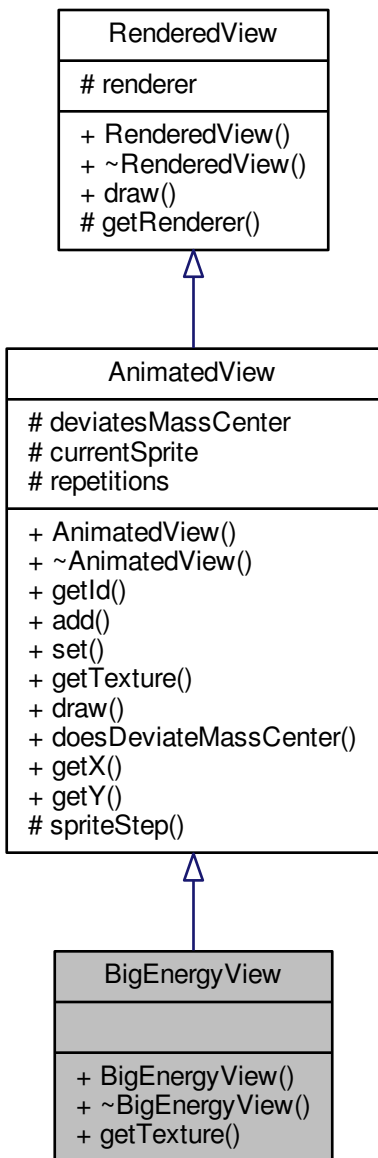 RenderedView
# renderer
+ RenderedView()
+ ~RenderedView()
+ draw()
# getRenderer()
AnimatedView
# deviatesMassCenter
# currentSprite
# repetitions
+ AnimatedView()
+ ~AnimatedView()
+ getId()
+ add()
+ set()
+ getTexture()
+ draw()
+ doesDeviateMassCenter()
+ getX()
+ getY()
# spriteStep()
BigEnergyView
+ BigEnergyView()
+ ~BigEnergyView()
+ getTexture()